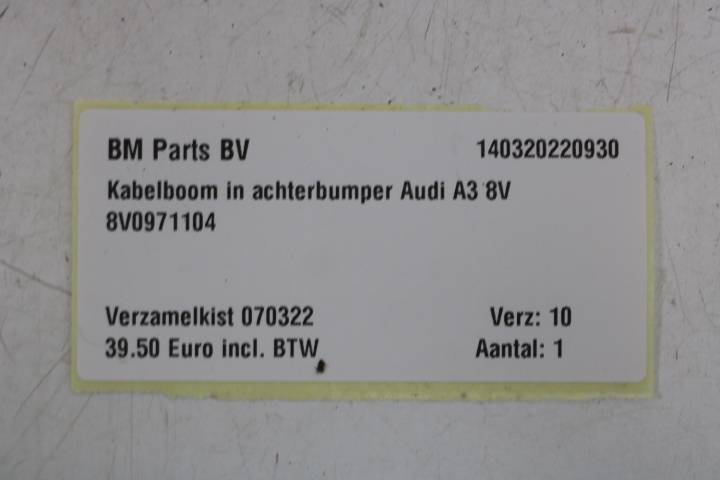 BM Parts BV 140320220930
Kabelboom in achterbumper Audi A3 8V
8V0971104
Verzamelkist 070322 Verz: 10
39.50 Euro incl. BTW Aantal: 1